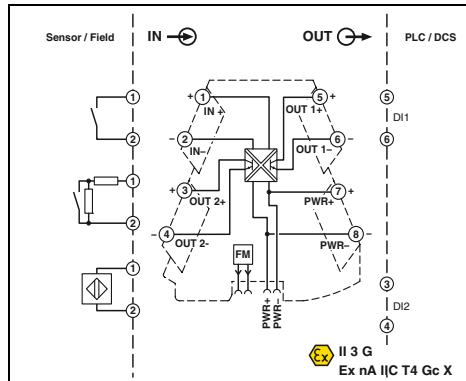 Sensor / Field
IN
OUT
PLC / DCS
1
+ 1
5 +
5
IN +
OUT 1+
DI1
2
− 2
6 −
6
IN−
OUT 1−
1
+ 3
7 +
OUT 2+
PWR+
2
− 4
8 −
OUT 2-
PWR−
FM
1
3
2
PWR+
PWR−
DI2
4
Ex
II 3 G
Ex nA IIC T4 Gc X